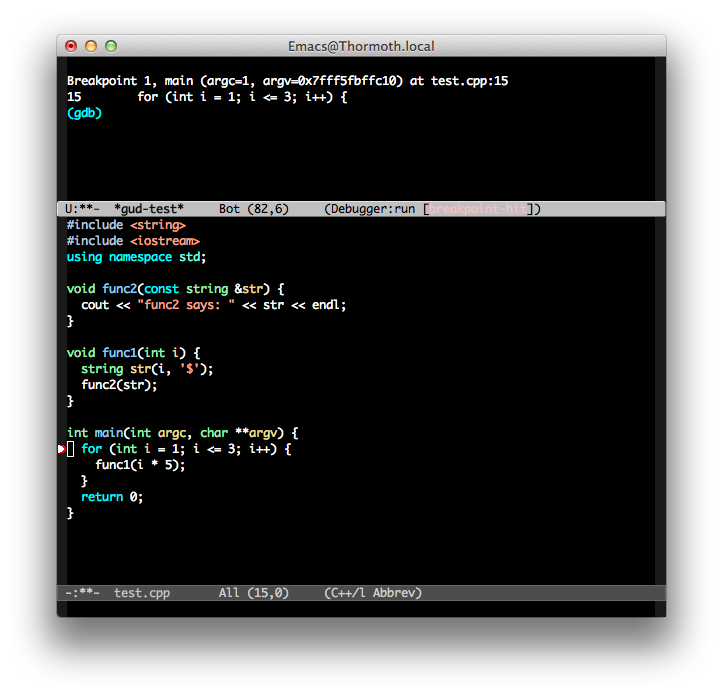 Emacs@Thormoth.local
Breakpoint 1, main (argc=1, argv=0x7fff5fbffc10) at test.cpp:15
15        for (int i = 1; i <= 3; i++) {
(gdb)
U:**-  *gud-test*     Bot (82,6)     (Debugger:run [breakpoint-hit])
#include <string>
#include <iostream>
using namespace std;
void func2(const string &str) {
  cout << "func2 says: " << str << endl;
}
void func1(int i) {
  string str(i, '$');
  func2(str);
}
int main(int argc, char **argv) {
  for (int i = 1; i <= 3; i++) {
    func1(i * 5);
  }
  return 0;
}
-:**-  test.cpp       All (15,0)     (C++/l Abbrev)